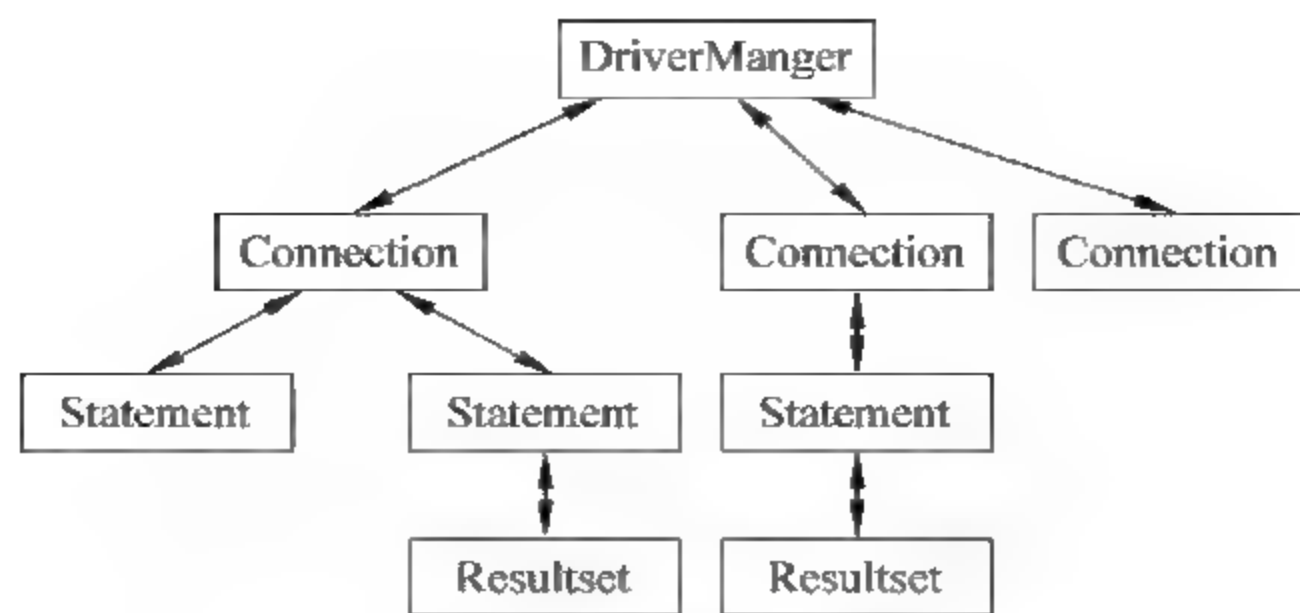 DriverManger
Connection
Connection
Connection
Statement
Statement
Statement
Resultset
Resultset